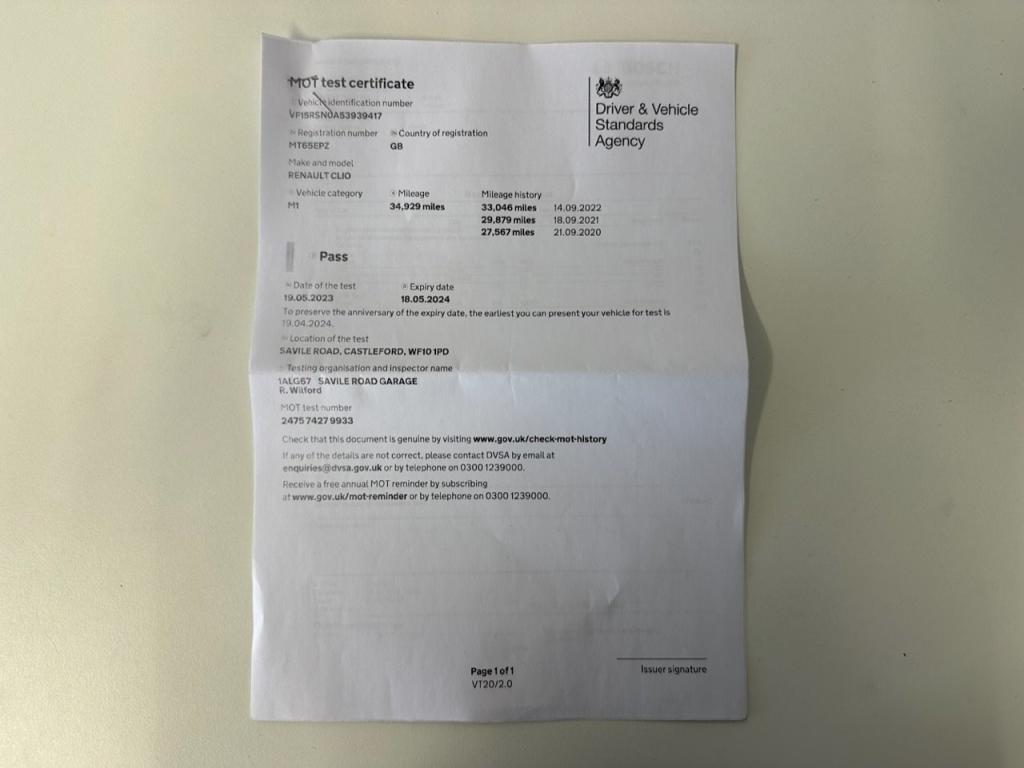 MOT test certificate
Driver & Vehicle
Standards
Agency
Vehicle identification number
VF15RSN0A53939417
Registration number Country of registration
MT65EPZ GB
Make and model
RENAULT CLIO
Vehicle category Mileage Mileage history
M1 34,929 miles 33,046 miles 14.09.2022
29,879 miles 18.09.2021
27,567 miles 21.09.2020
Pass
Date of the test Expiry date
19.05.2023 18.05.2024
To preserve the anniversary of the expiry date, the earliest you can present your vehicle for test is
19.04.2024.
Location of the test
SAVILE ROAD, CASTLEFORD, WF10 1PD
Testing organisation and inspector name
1ALG67 SAVILE ROAD GARAGE
R. Wilford
MOT test number
2475 7427 9933
Check that this document is genuine by visiting www.gov.uk/check-mot-history
If any of the details are not correct, please contact DVSA by email at
enquiries@dvsa.gov.uk or by telephone on 0300 1239000.
Receive a free annual MOT reminder by subscribing
at www.gov.uk/mot-reminder or by telephone on 0300 1239000.
Page 1 of 1
VT20/2.0
Issuer signature